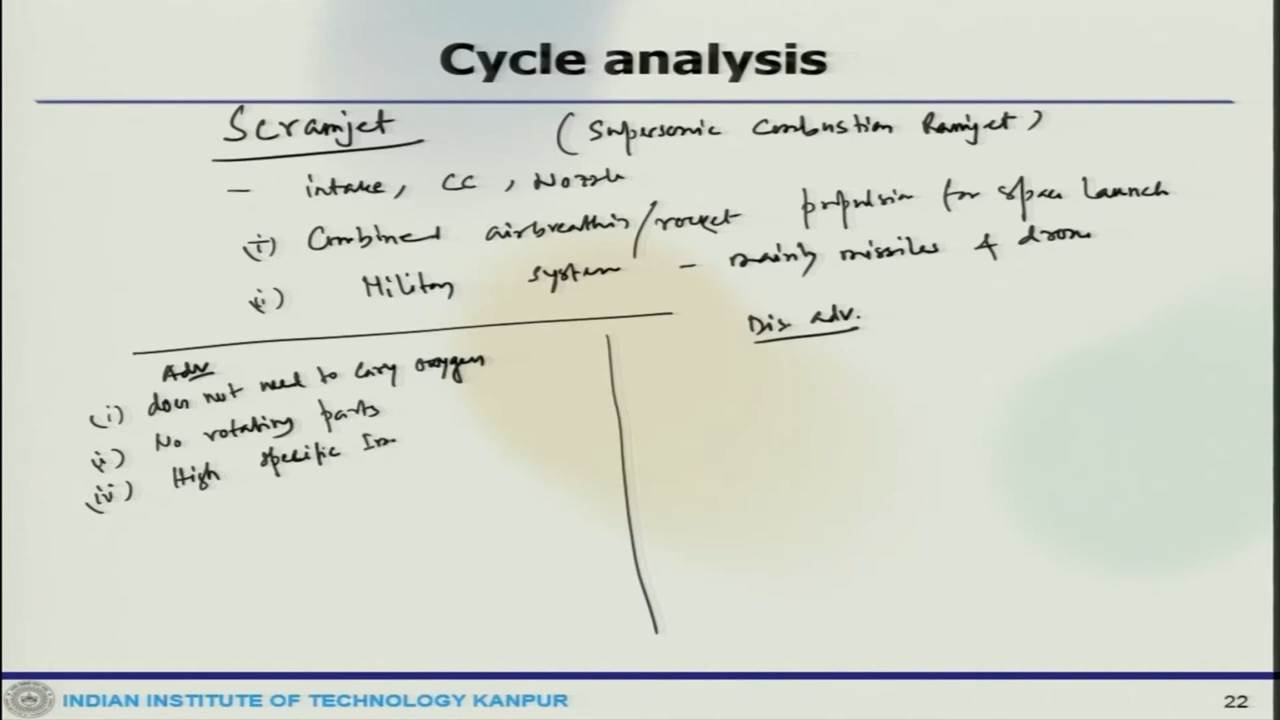 Cycle analysis
Scramjet (Supersonic Combustion Ramjet)
- intake, CC, Nozzle
(i) Combined airbreathing/rocket propulsion for space launch
(ii) Military system - mainly missiles & drone
Adv
Dis adv.
(i) does not need to carry oxygen
ii) No rotating parts
(iv) High specific Im
INDIAN INSTITUTE OF TECHNOLOGY KANPUR
22